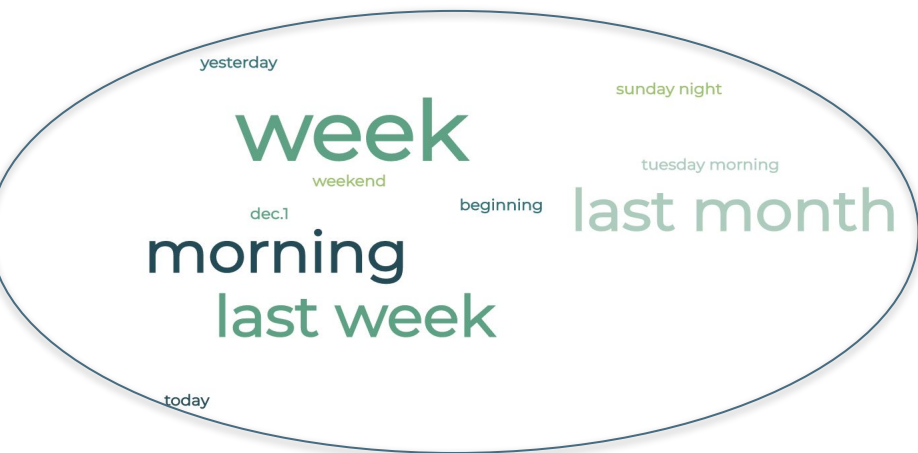 yesterday
sunday night
week
tuesday morning
weekend
last month
beginning
dec.1
morning
last week
today